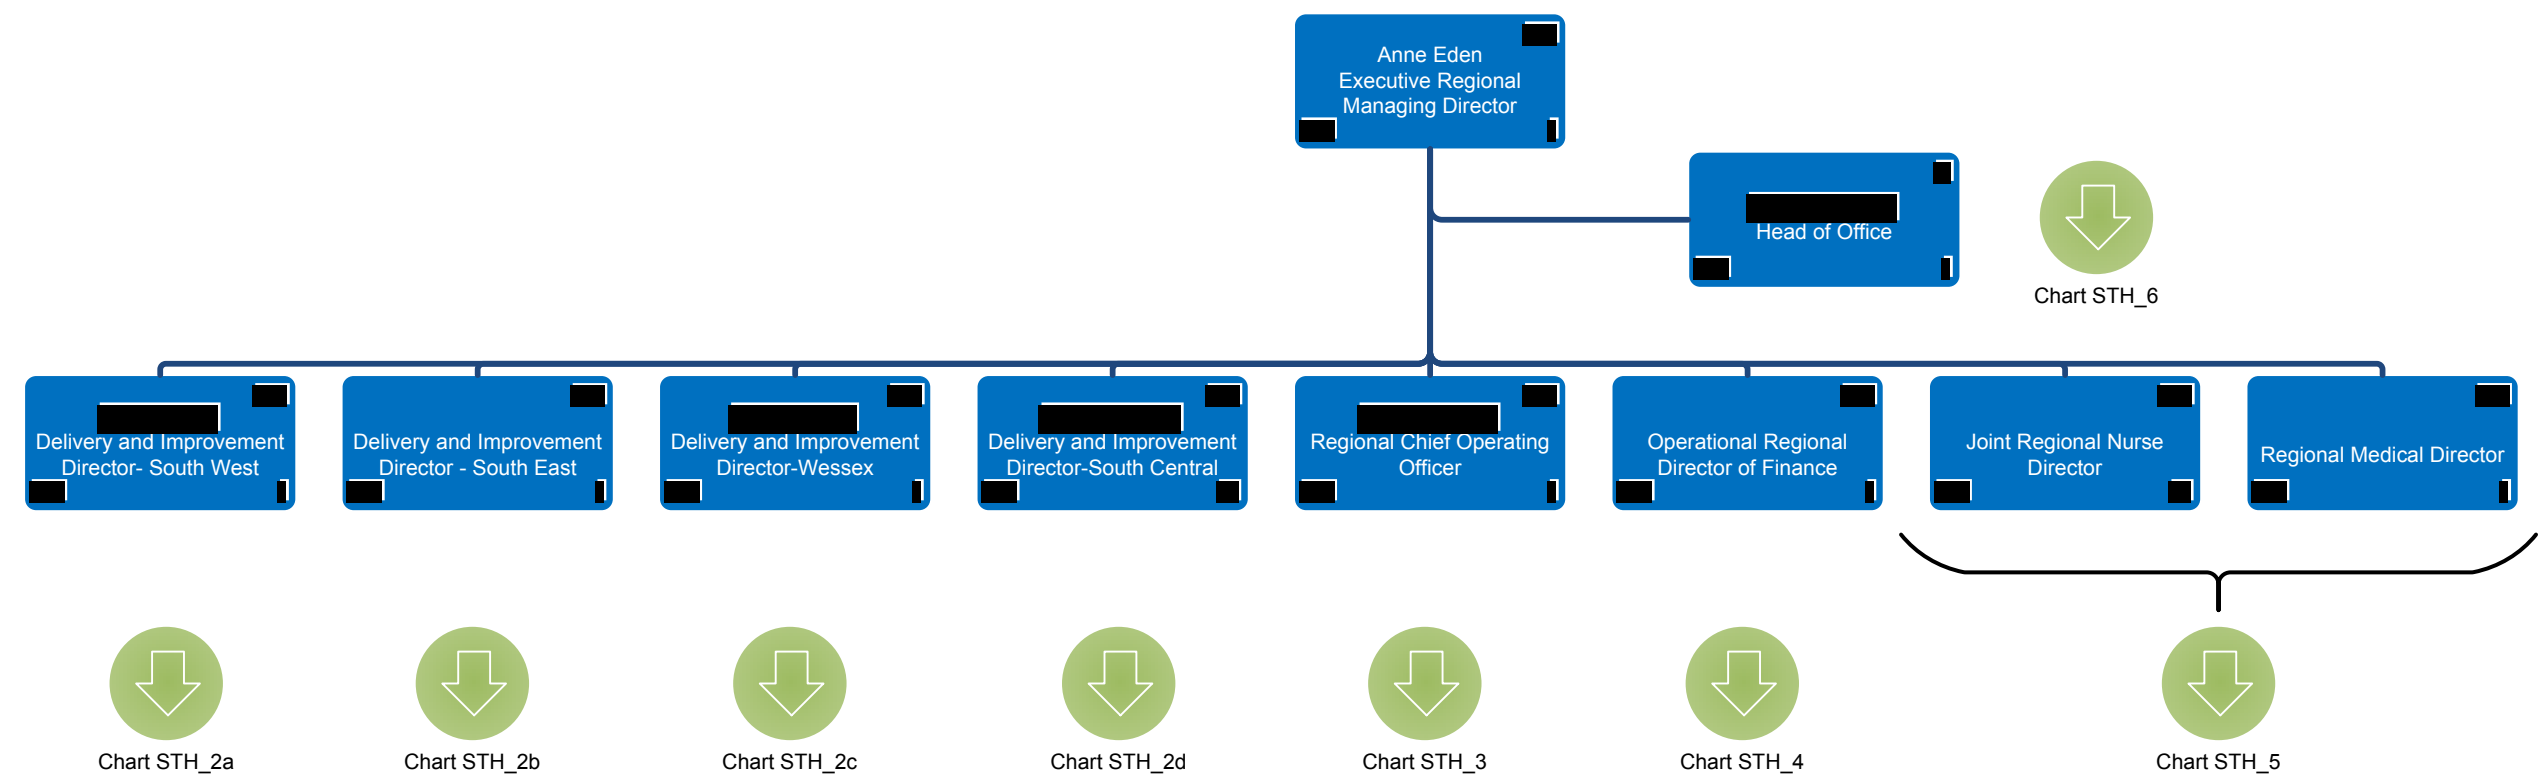 Anne Eden
Executive Regional
Managing Director
Head of Office
Chart STH_6
Delivery and Improvement
Director- South West
Delivery and Improvement
Director - South East
Delivery and Improvement
Director-Wessex
Delivery and Improvement
Director-South Central
Regional Chief Operating
Officer
Operational Regional
Director of Finance
Joint Regional Nurse
Director
Regional Medical Director
Chart STH_2a
Chart STH_2b
Chart STH_2c
Chart STH_2d
Chart STH_3
Chart STH_4
Chart STH_5